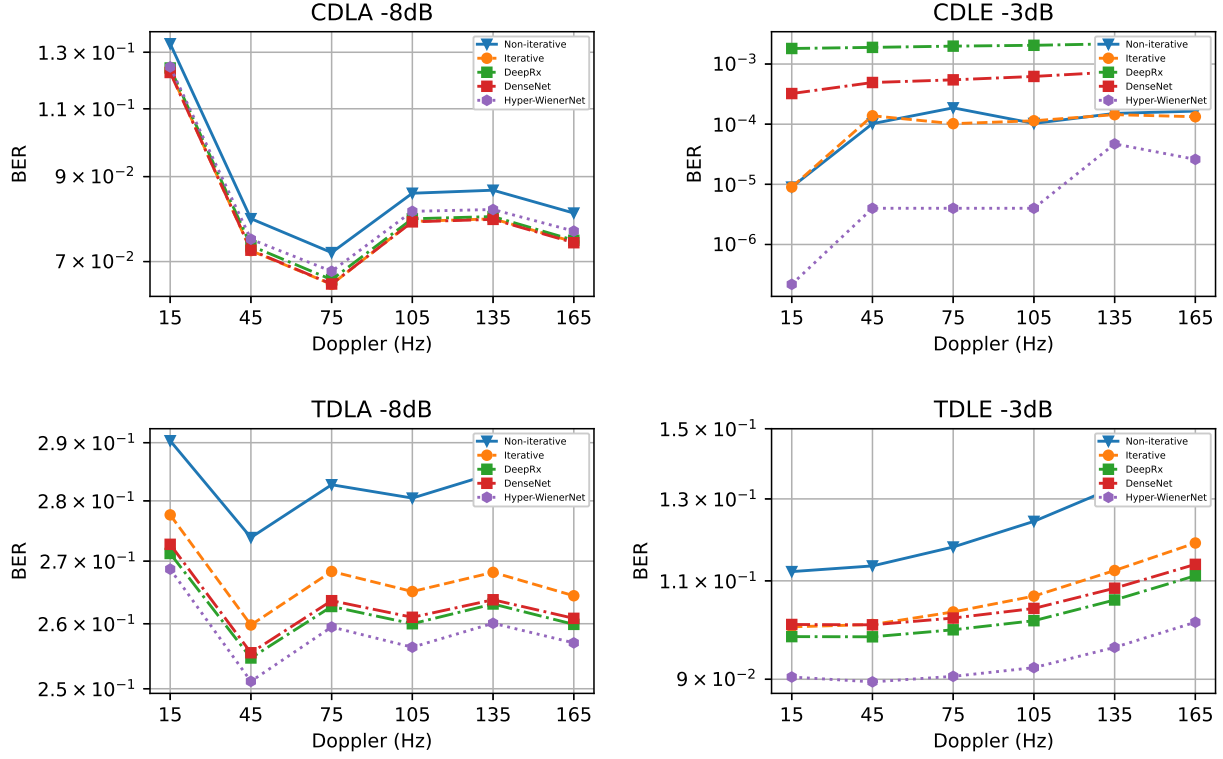 CDLA -8dB
1.3 × 10⁻¹
1.1 × 10⁻¹
9 × 10⁻²
7 × 10⁻²
BER
Non-iterative
Iterative
DeepRx
DenseNet
Hyper-WienerNet
15 45 75 105 135 165
Doppler (Hz)
CDLE -3dB
10⁻³
10⁻⁴
10⁻⁵
10⁻⁶
BER
Non-iterative
Iterative
DeepRx
DenseNet
Hyper-WienerNet
15 45 75 105 135 165
Doppler (Hz)
TDLA -8dB
2.9 × 10⁻¹
2.8 × 10⁻¹
2.7 × 10⁻¹
2.6 × 10⁻¹
2.5 × 10⁻¹
BER
Non-iterative
Iterative
DeepRx
DenseNet
Hyper-WienerNet
15 45 75 105 135 165
Doppler (Hz)
TDLE -3dB
1.5 × 10⁻¹
1.3 × 10⁻¹
1.1 × 10⁻¹
9 × 10⁻²
BER
Non-iterative
Iterative
DeepRx
DenseNet
Hyper-WienerNet
15 45 75 105 135 165
Doppler (Hz)